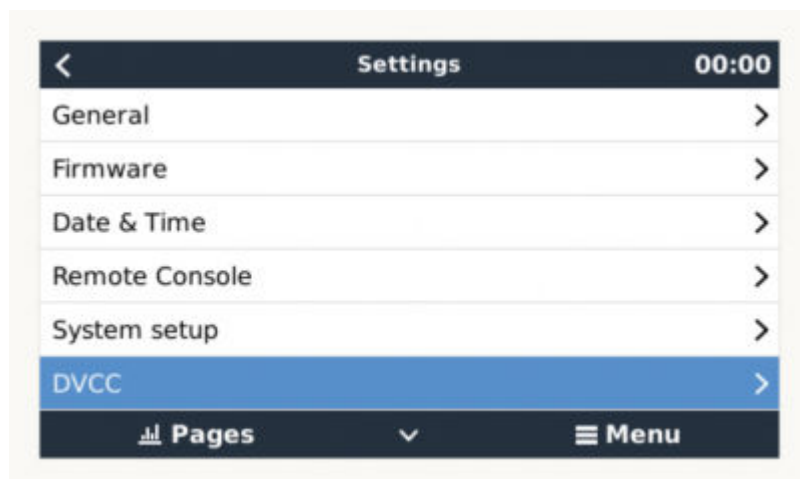 Settings 00:00
General
Firmware
Date & Time
Remote Console
System setup
DVCC
Pages Menu